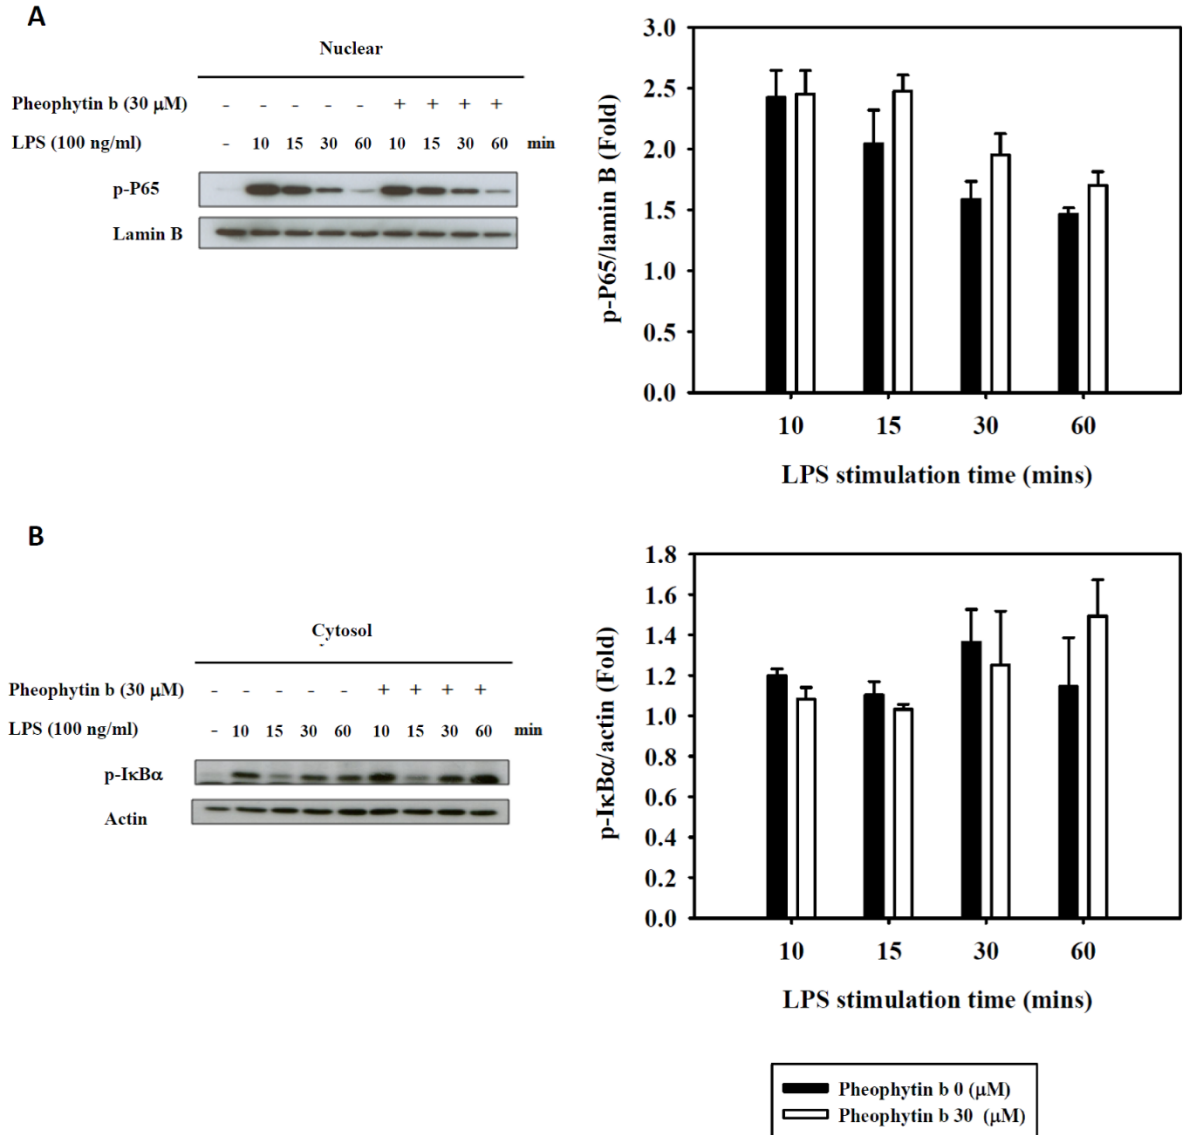 A
Nuclear
Pheophytin b (30 μM) - - - - - + + + +
LPS (100 ng/ml) - 10 15 30 60 10 15 30 60 min
p-P65
Lamin B
3.0
2.5
2.0
1.5
1.0
0.5
0.0
p-P65/lamin B (Fold)
10 15 30 60
LPS stimulation time (mins)
B
Cytosol
Pheophytin b (30 μM) - - - - - + + + +
LPS (100 ng/ml) - 10 15 30 60 10 15 30 60 min
p-IκBα
Actin
1.8
1.6
1.4
1.2
1.0
0.8
0.6
0.4
0.2
0.0
p-IκBα/actin (Fold)
10 15 30 60
LPS stimulation time (mins)
Pheophytin b 0 (μM)
Pheophytin b 30 (μM)